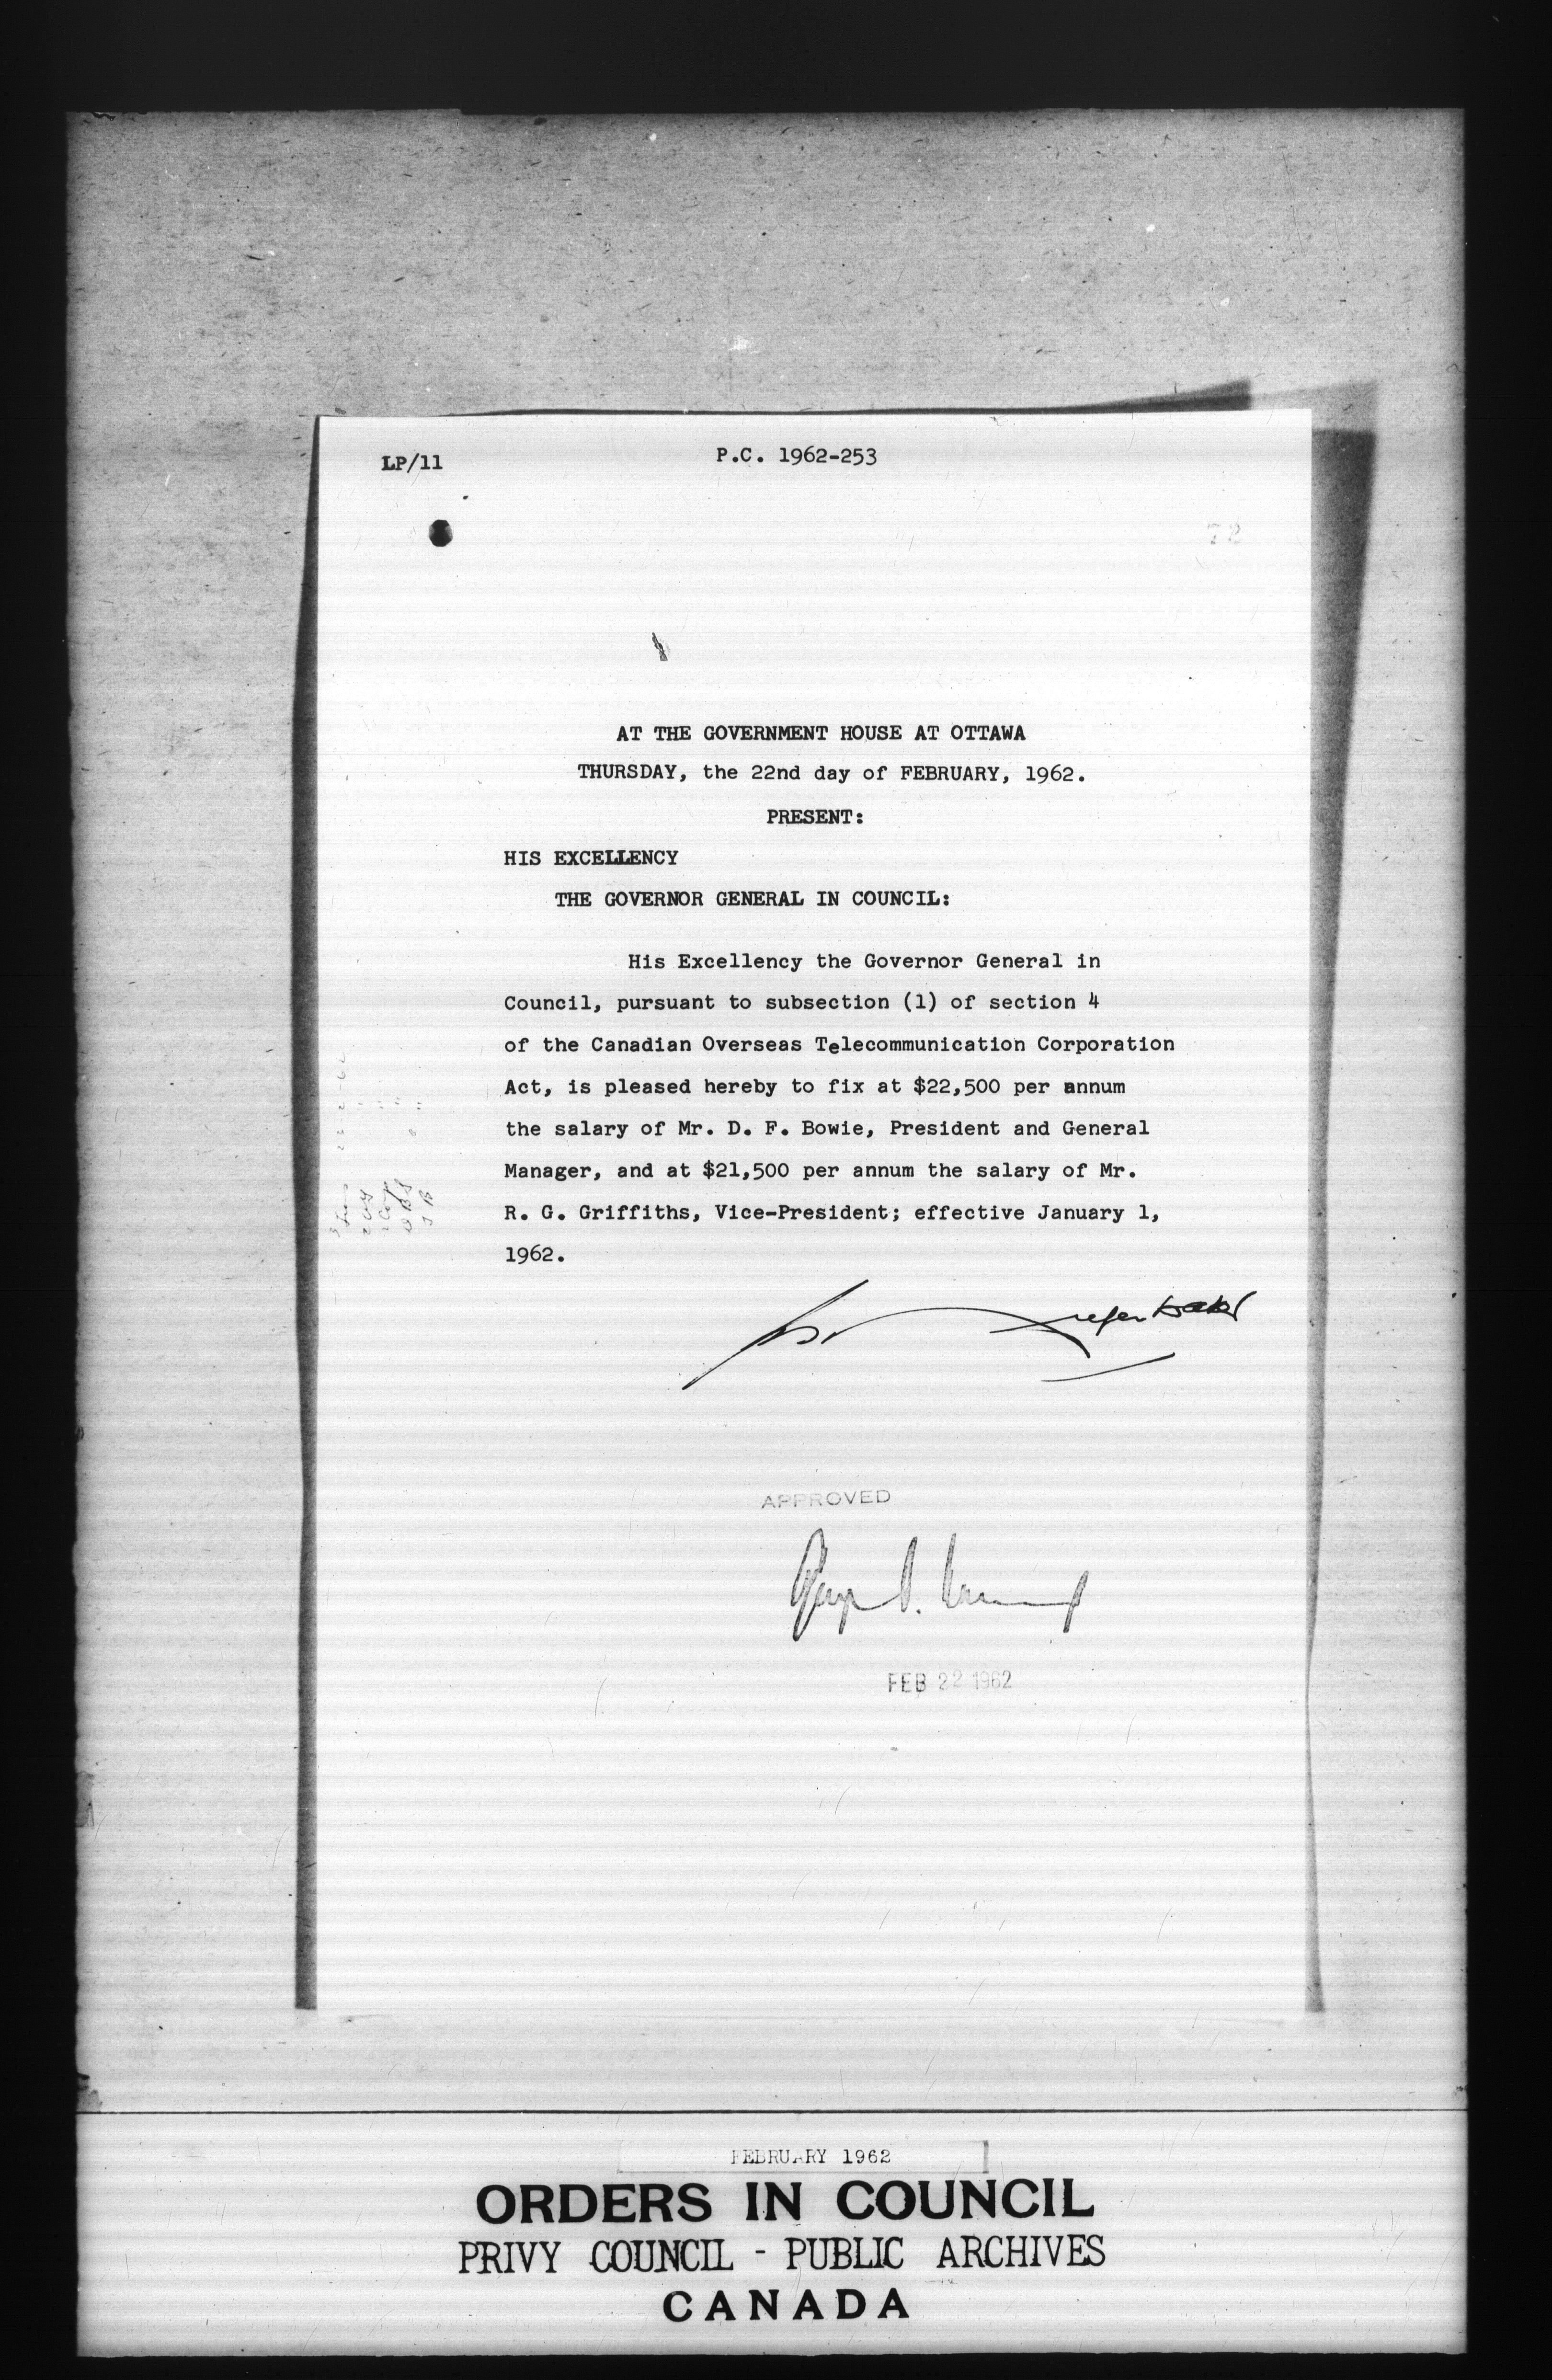 LP/11
P.C. 1962-253
72
AT THE GOVERNMENT HOUSE AT OTTAWA
THURSDAY, the 22nd day of FEBRUARY, 1962.
PRESENT:
HIS EXCELLENCY
THE GOVERNOR GENERAL IN COUNCIL:
His Excellency the Governor General in
Council, pursuant to subsection (1) of section 4
of the Canadian Overseas Telecommunication Corporation
Act, is pleased hereby to fix at $22,500 per annum
the salary of Mr. D. F. Bowie, President and General
Manager, and at $21,500 per annum the salary of Mr.
R. G. Griffiths, Vice-President; effective January 1,
1962.
APPROVED
FEB 22 1962
FEBRUARY 1962
ORDERS IN COUNCIL
PRIVY COUNCIL - PUBLIC ARCHIVES
CANADA